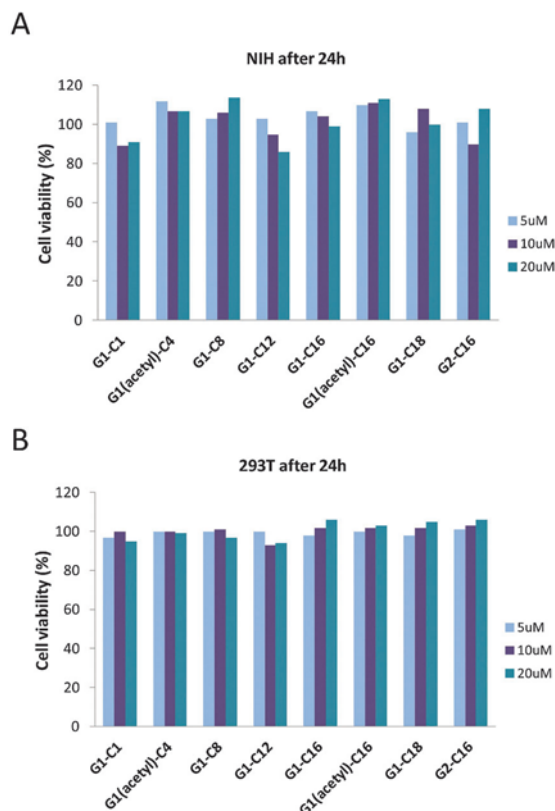 A
NIH after 24h
120
100
80
60
40
20
0
Cell viability (%)
5uM
10uM
20uM
G1-C1
G1(acetyl)-C4
G1-C8
G1-C12
G1-C16
G1(acetyl)-C16
G1-C18
G2-C16
B
293T after 24h
120
100
80
60
40
20
0
Cell viability (%)
5uM
10uM
20uM
G1-C1
G1(acetyl)-C4
G1-C8
G1-C12
G1-C16
G1(acetyl)-C16
G1-C18
G2-C16